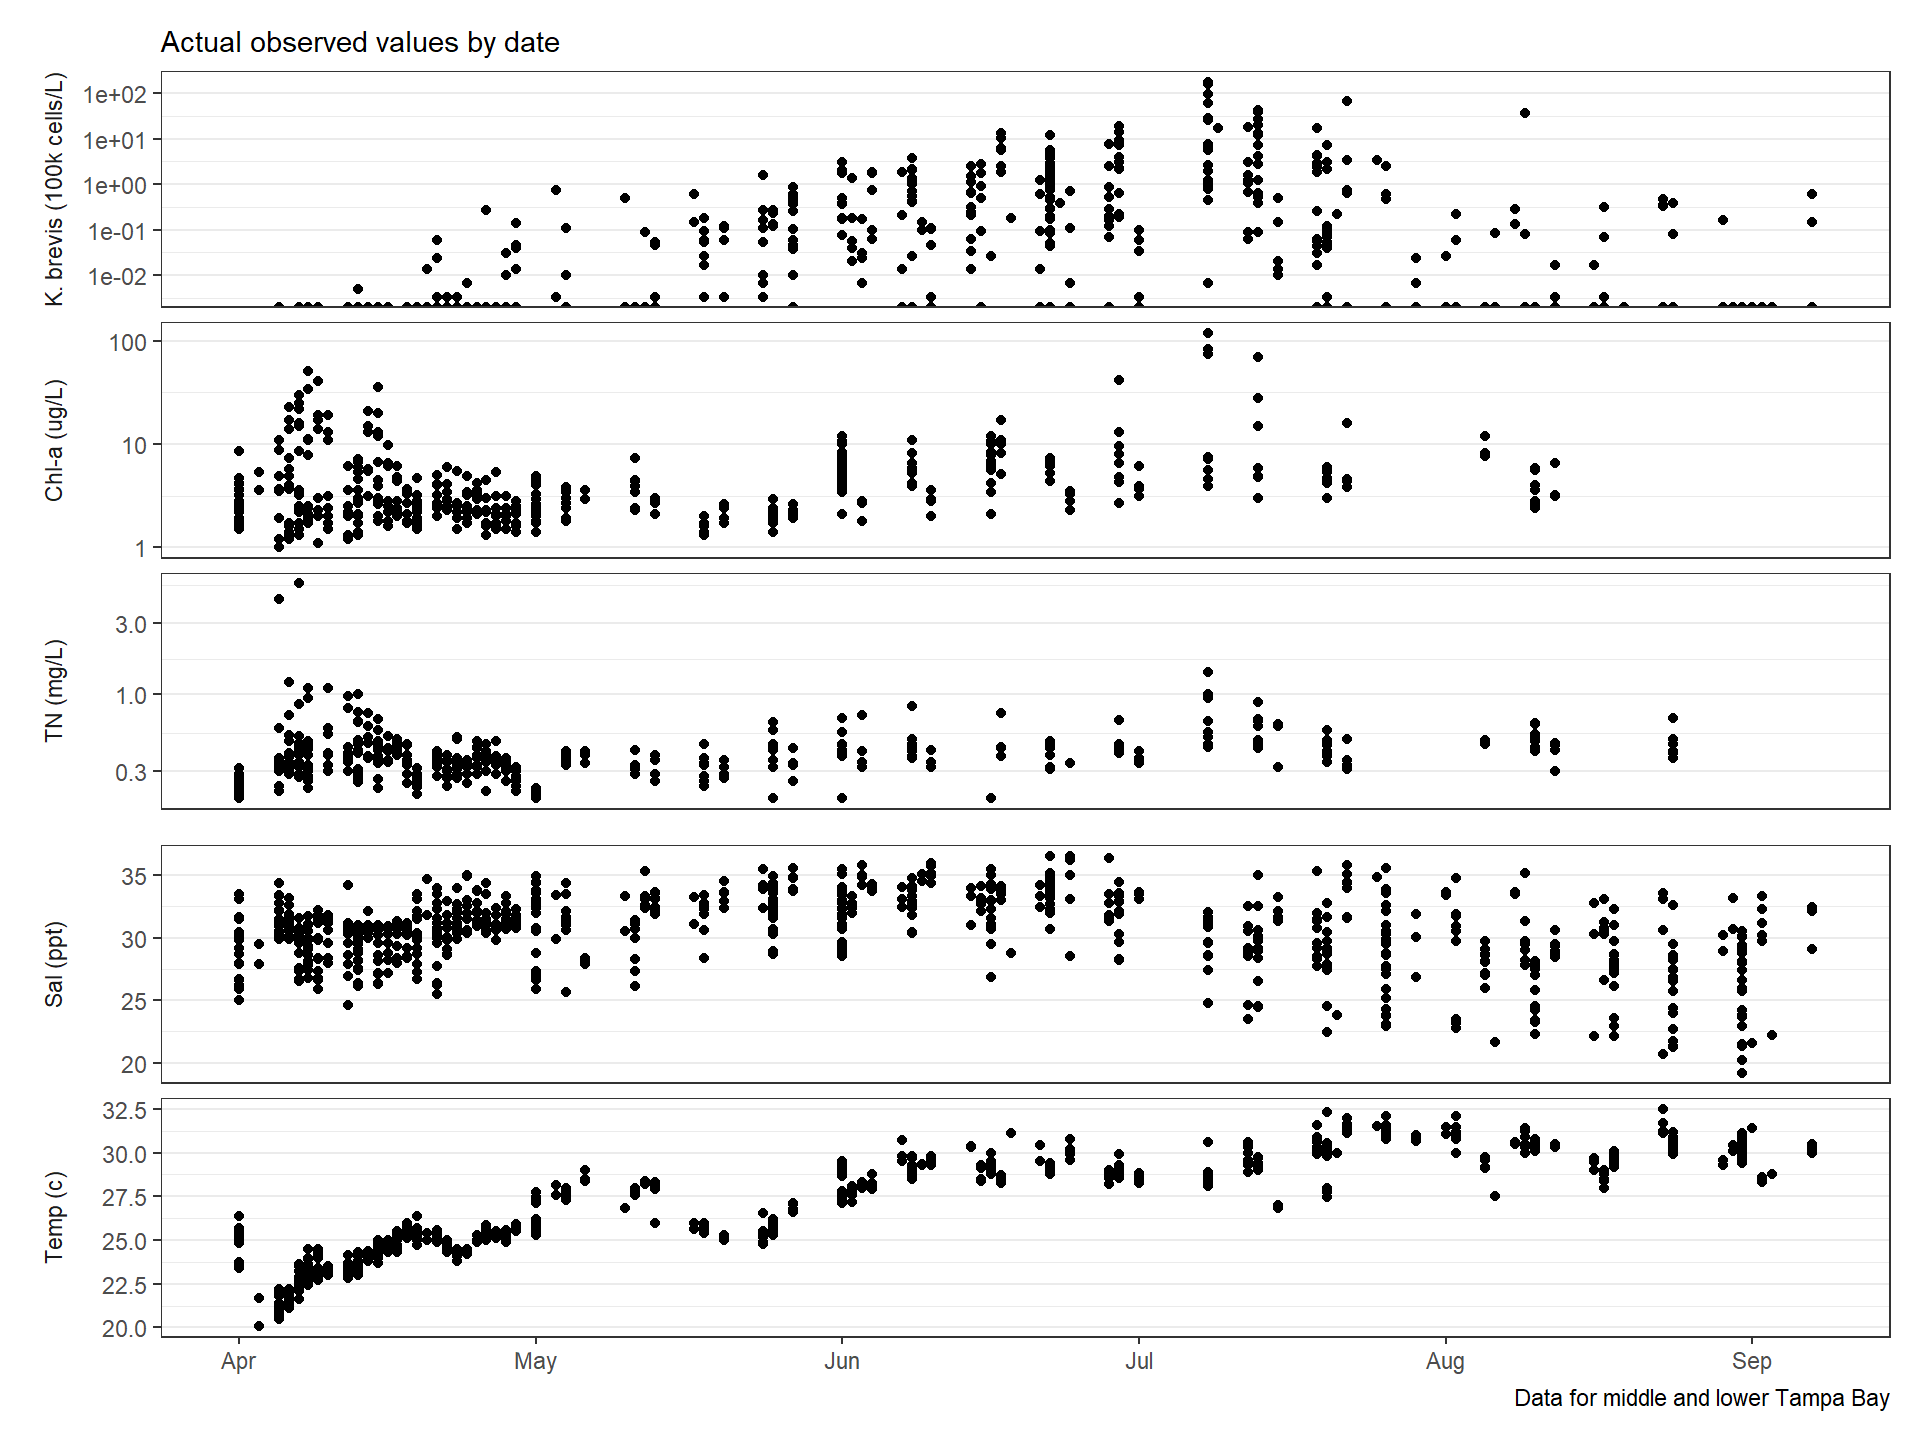 Actual observed values by date
K. brevis (100k cells/L)
1e+02
1e+01
1e+00
1e-01
1e-02
Chl-a (ug/L)
100
10
1
TN (mg/L)
3.0
1.0
0.3
Sal (ppt)
35
30
25
20
Temp (c)
32.5
30.0
27.5
25.0
22.5
20.0
Apr May Jun Jul Aug Sep
Data for middle and lower Tampa Bay